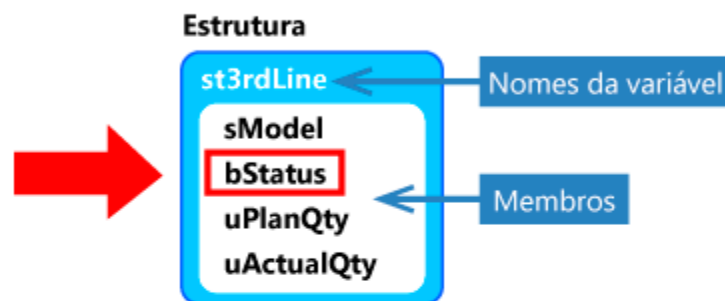 Estrutura
st3rdLine
Nomes da variável
sModel
bStatus
uPlanQty
Membros
uActualQty